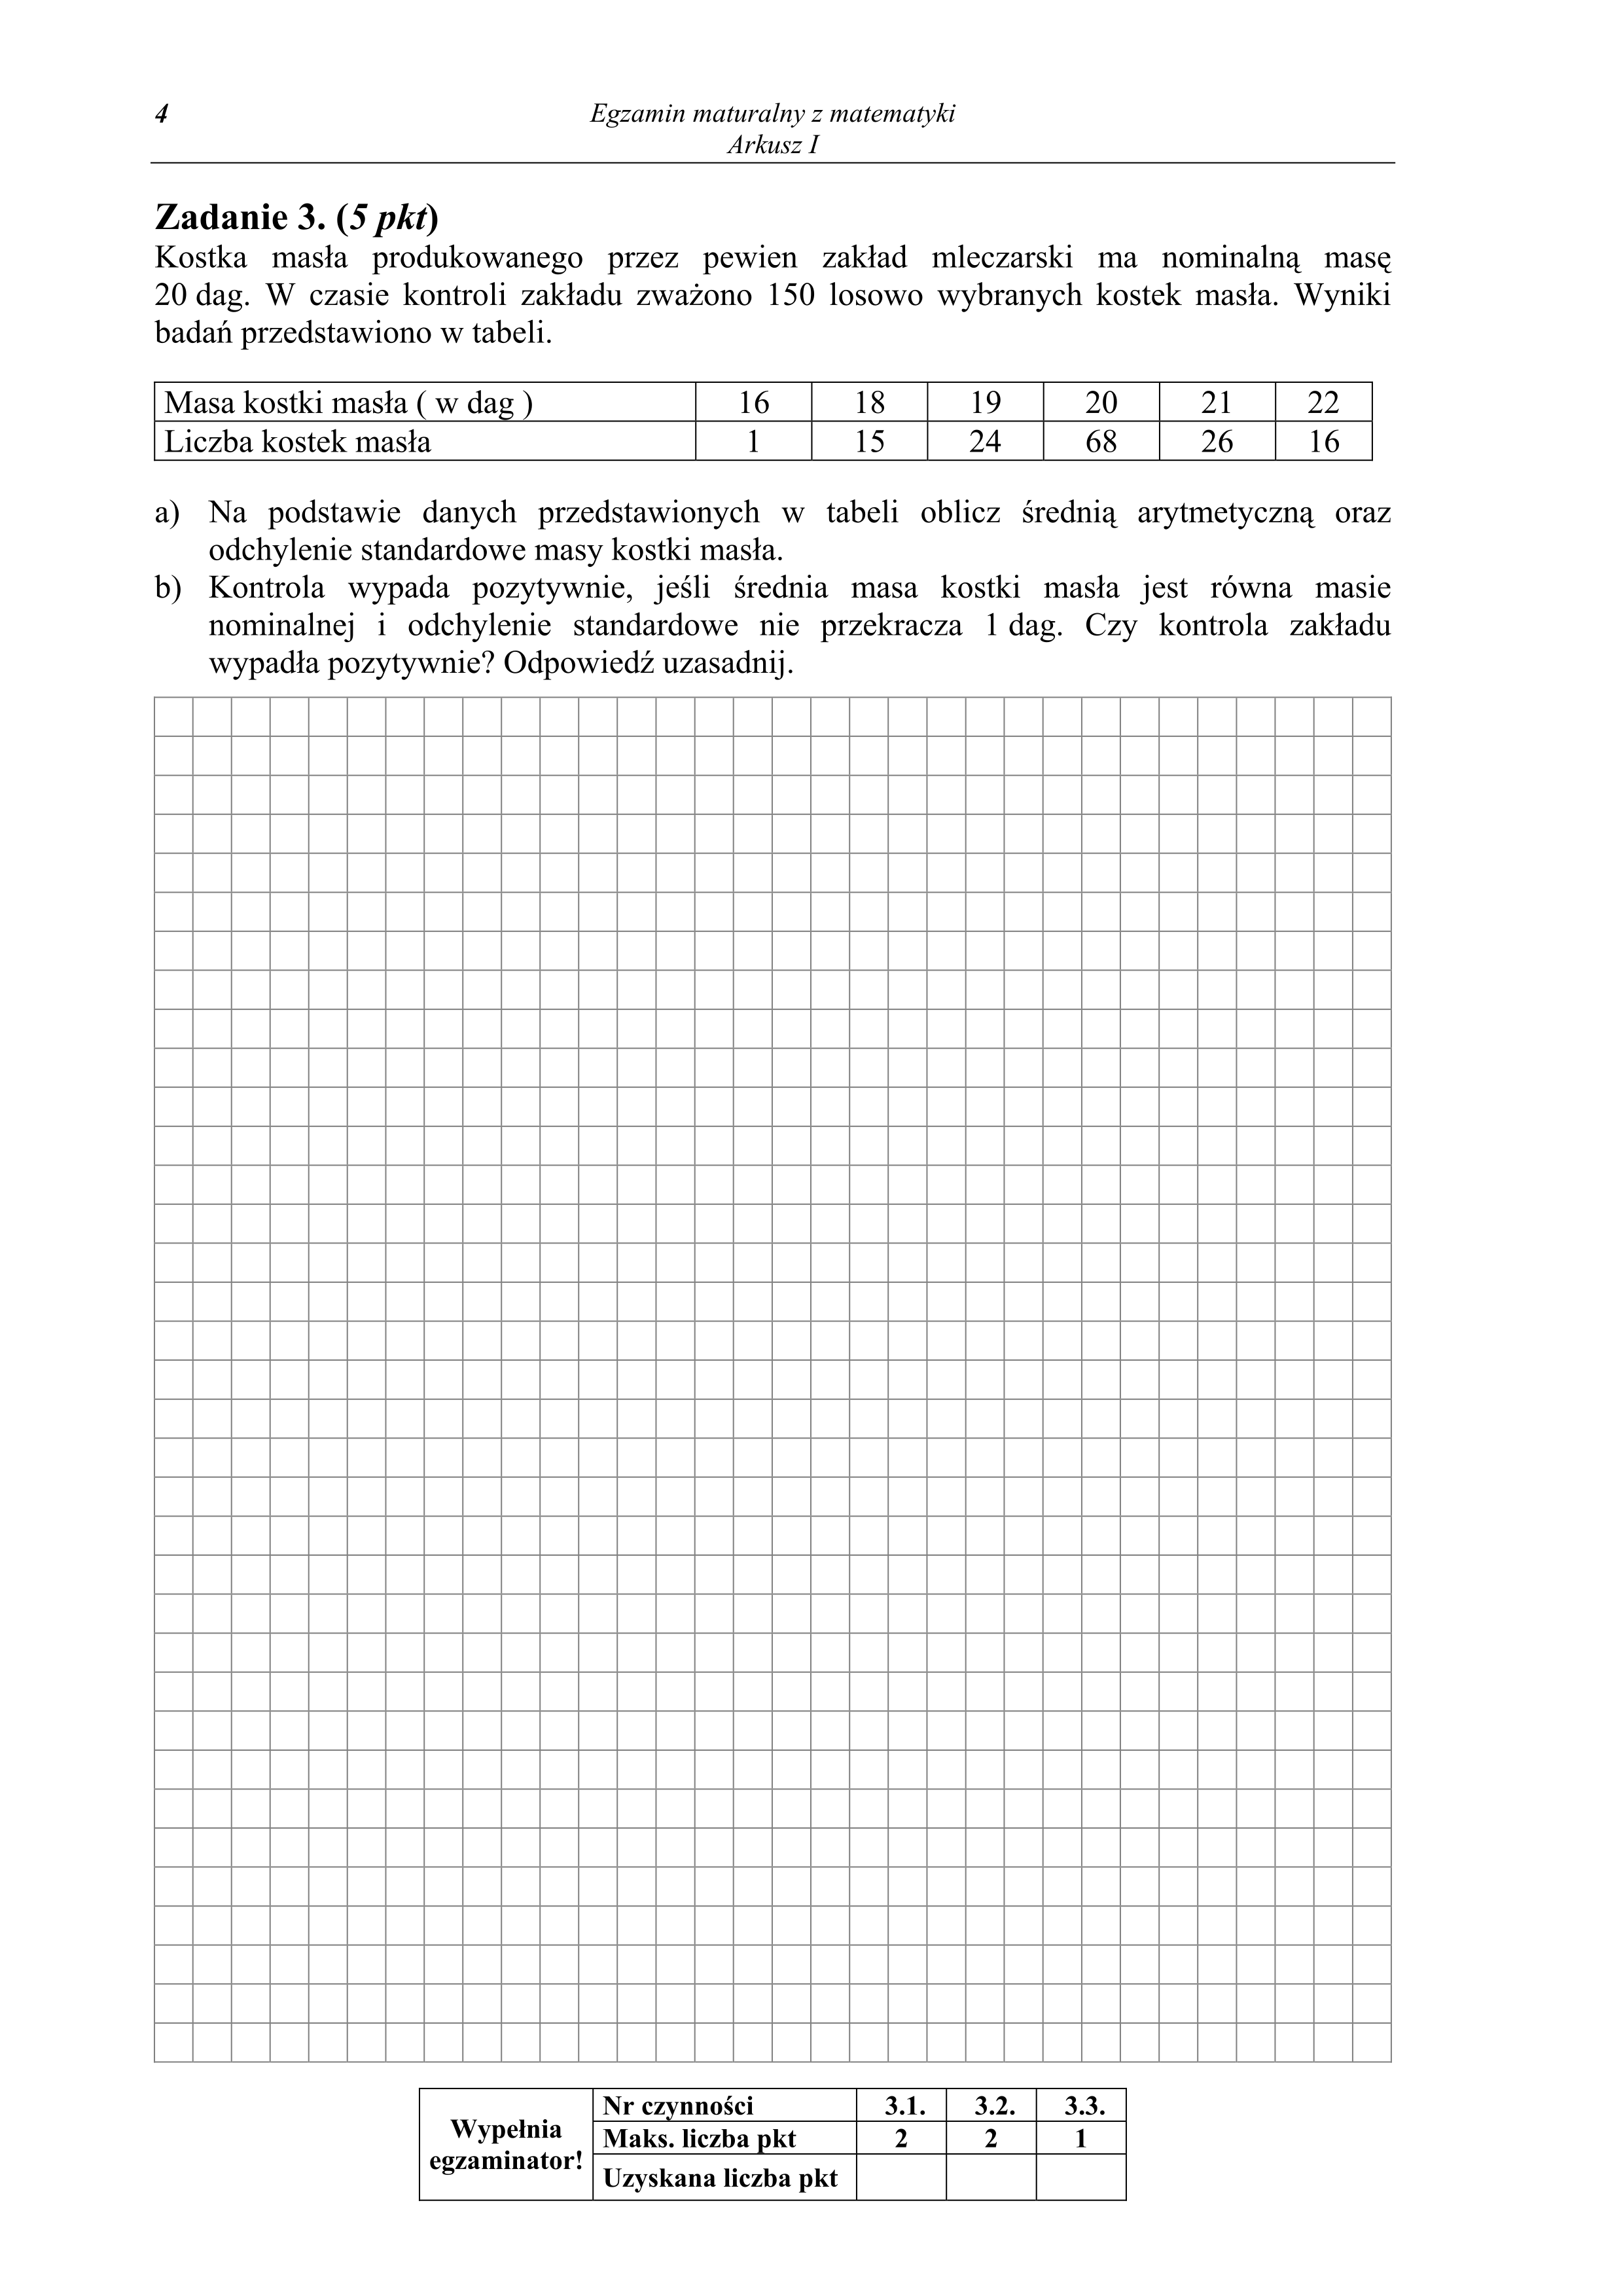 4
Egzamin maturalny z matematyki
Arkusz I
Zadanie 3. (5 pkt)
Kostka masła produkowanego przez pewien zakład mleczarski ma nominalną masę
20 dag. W czasie kontroli zakładu zważono 150 losowo wybranych kostek masła. Wyniki
badań przedstawiono w tabeli.
Masa kostki masła ( w dag ) 16 18 19 20 21 22
Liczba kostek masła 1 15 24 68 26 16
a) Na podstawie danych przedstawionych w tabeli oblicz średnią arytmetyczną oraz
odchylenie standardowe masy kostki masła.
b) Kontrola wypada pozytywnie, jeśli średnia masa kostki masła jest równa masie
nominalnej i odchylenie standardowe nie przekracza 1 dag. Czy kontrola zakładu
wypadła pozytywnie? Odpowiedź uzasadnij.
Wypełnia
egzaminator!
Nr czynności 3.1. 3.2. 3.3.
Maks. liczba pkt 2 2 1
Uzyskana liczba pkt